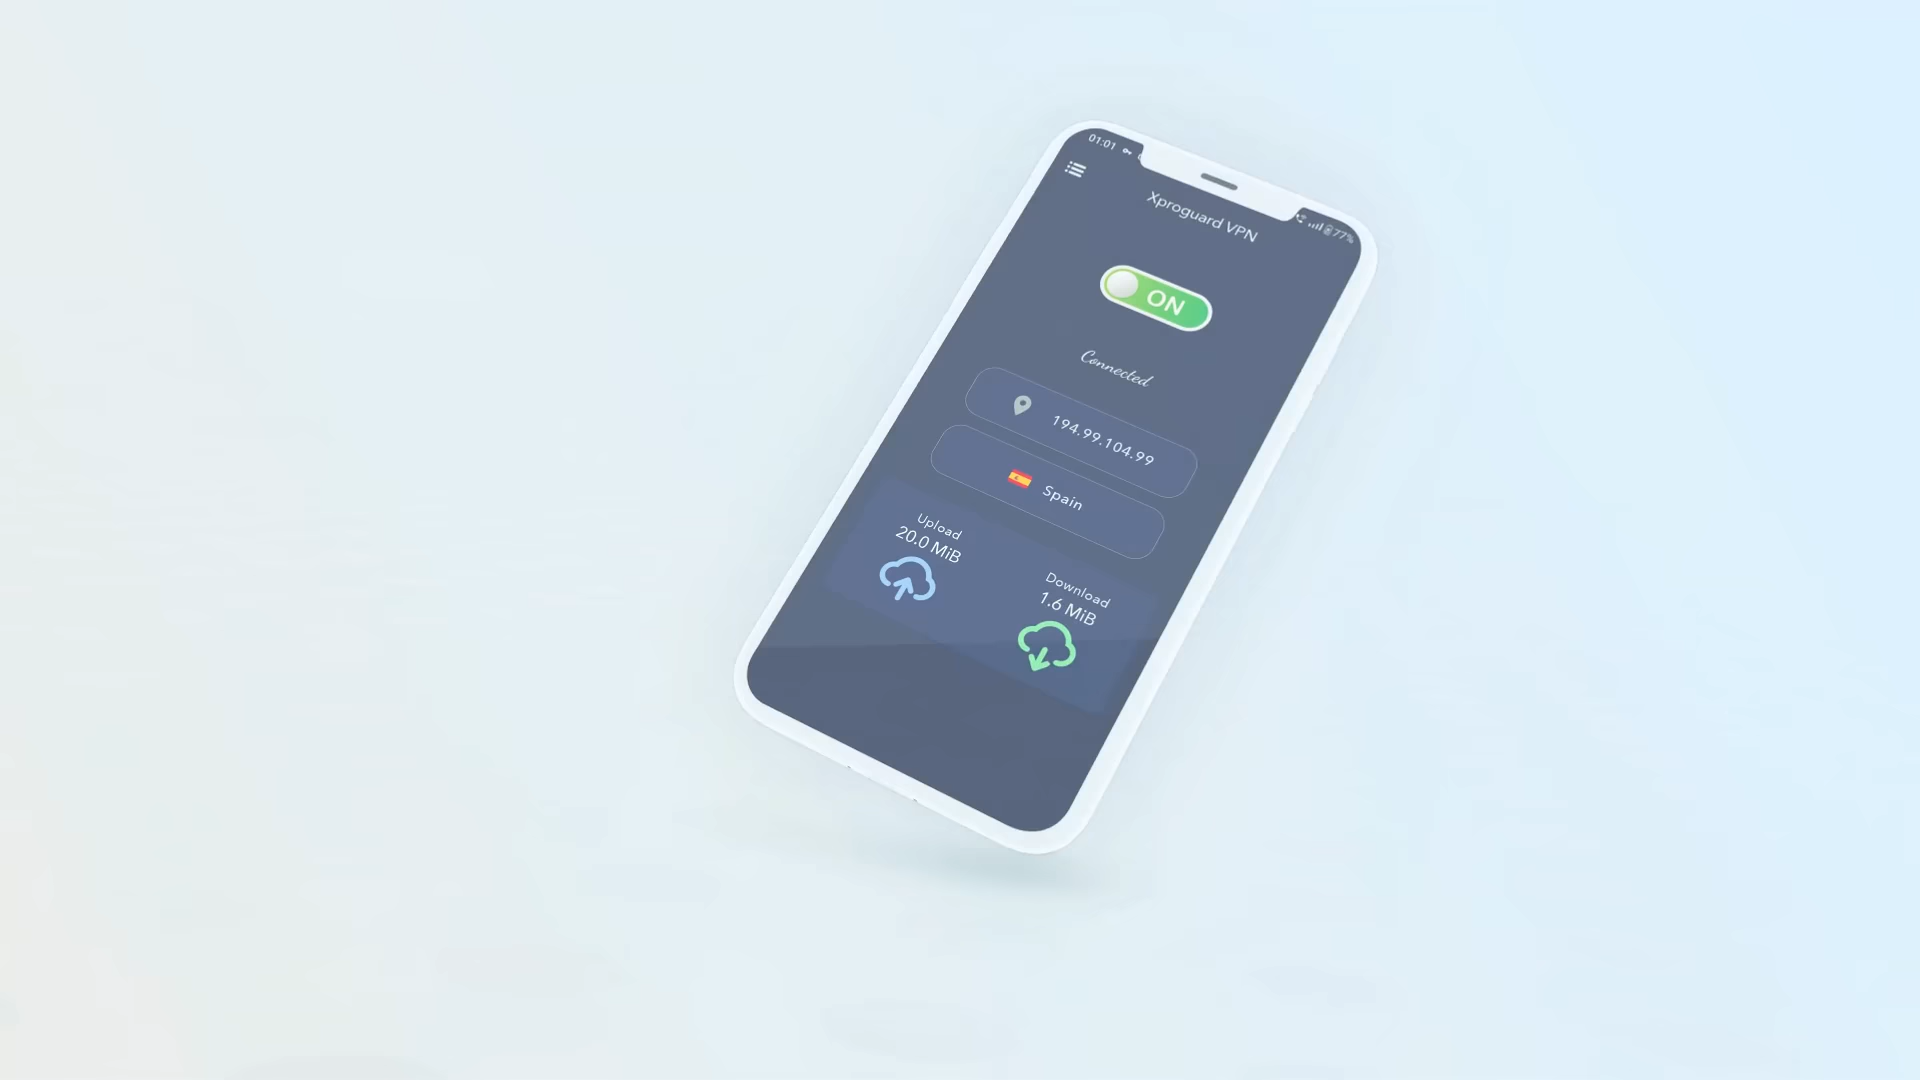 01:01
77%
Xproguard VPN
ON
Connected
194.99.104.99
Spain
Upload
20.0 MiB
Download
1.6 MiB